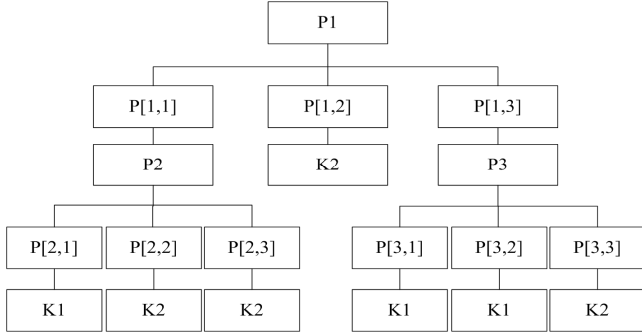 P1
P[1,1] P[1,2] P[1,3]
P2 K2 P3
P[2,1] P[2,2] P[2,3] P[3,1] P[3,2] P[3,3]
K1 K2 K2 K1 K1 K2